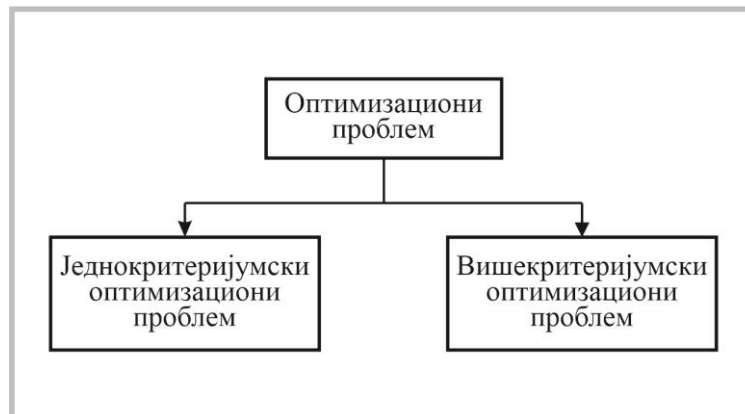 Оптимизациони
проблем
Једнокритеријумски
оптимизациони
проблем
Вишекритеријумски
оптимизациони
проблем